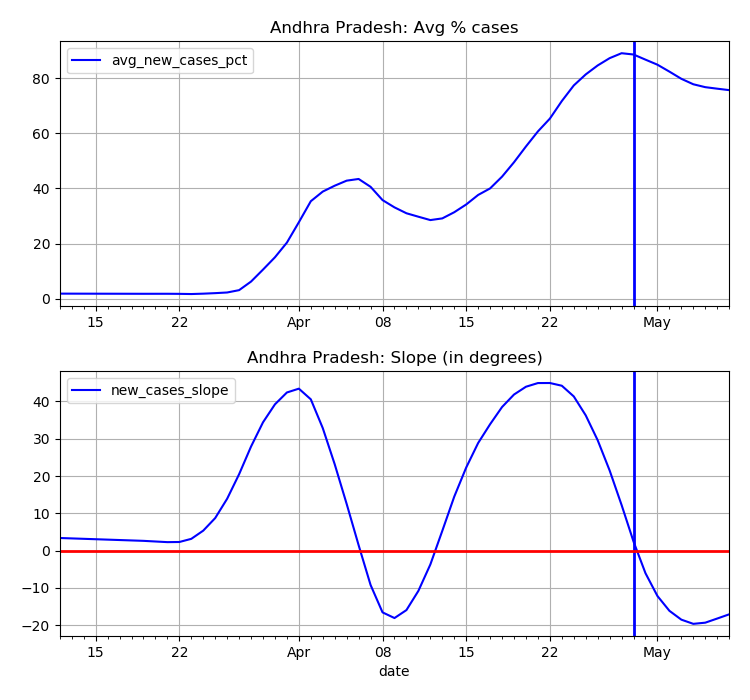 Andhra Pradesh: Avg % cases
avg_new_cases_pct
80
60
40
20
0
15 22 Apr 08 15 22 May
Andhra Pradesh: Slope (in degrees)
new_cases_slope
40
30
20
10
0
−10
−20
15 22 Apr 08 15 22 May
date